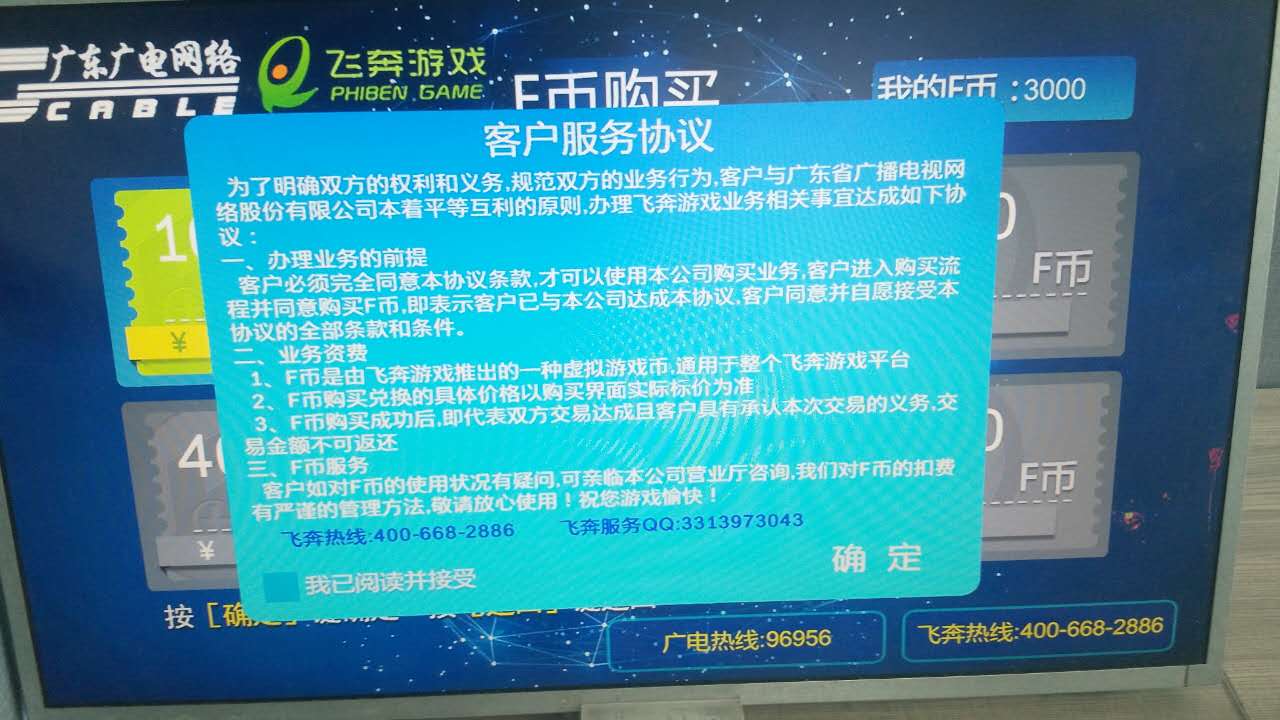 广东广电网络
CABLE
飞奔游戏
PHIBEN GAME
F币购买
我的F币:3000
客户服务协议
为了明确双方的权利和义务,规范双方的业务行为,客户与广东省广播电视网
络股份有限公司本着平等互利的原则,办理飞奔游戏业务相关事宜达成如下协
议：
一、办理业务的前提
客户必须完全同意本协议条款,才可以使用本公司购买业务,客户进入购买流
程并同意购买F币,即表示客户已与本公司达成本协议,客户同意并自愿接受本
协议的全部条款和条件。
二、业务资费
1、F币是由飞奔游戏推出的一种虚拟游戏币,通用于整个飞奔游戏平台
2、F币购买兑换的具体价格以购买界面实际标价为准
3、F币购买成功后,即代表双方交易达成且客户具有承认本次交易的义务,交
易金额不可返还
三、F币服务
客户如对F币的使用状况有疑问,可亲临本公司营业厅咨询,我们对F币的扣费
有严谨的管理方法,敬请放心使用！祝您游戏愉快！
飞奔热线:400-668-2886 飞奔服务QQ:3313973043
我已阅读并接受
确 定
10
¥
0
F币
40
¥
0
F币
按
广电热线:96956
飞奔热线:400-668-2886